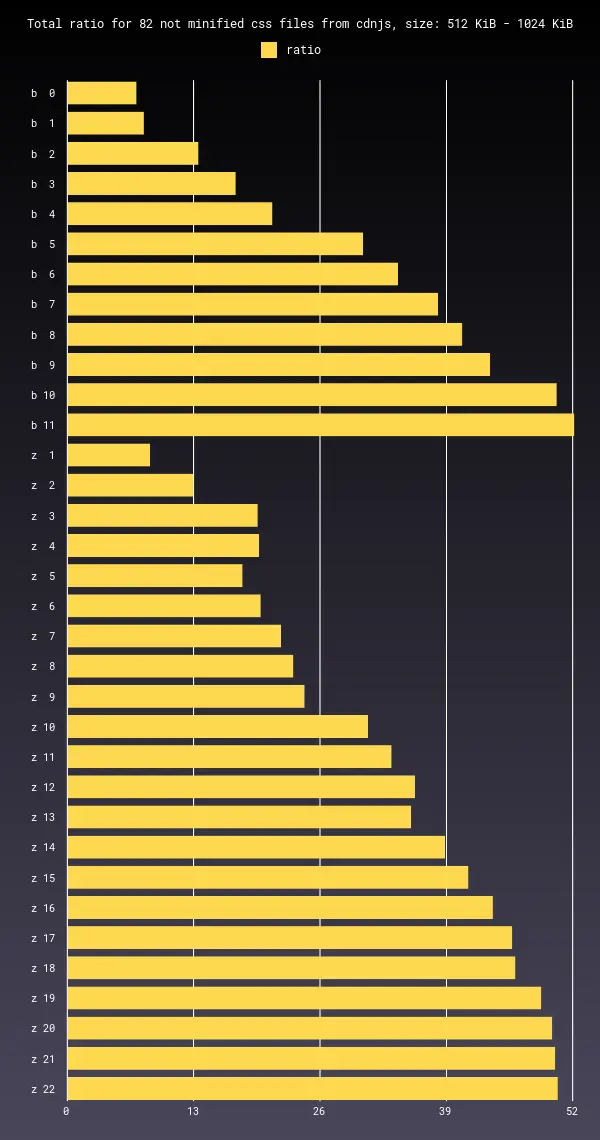 Total ratio for 82 not minified css files from cdnjs, size: 512 KiB - 1024 KiB
ratio
b  0
b  1
b  2
b  3
b  4
b  5
b  6
b  7
b  8
b  9
b 10
b 11
z  1
z  2
z  3
z  4
z  5
z  6
z  7
z  8
z  9
z 10
z 11
z 12
z 13
z 14
z 15
z 16
z 17
z 18
z 19
z 20
z 21
z 22
0 13 26 39 52